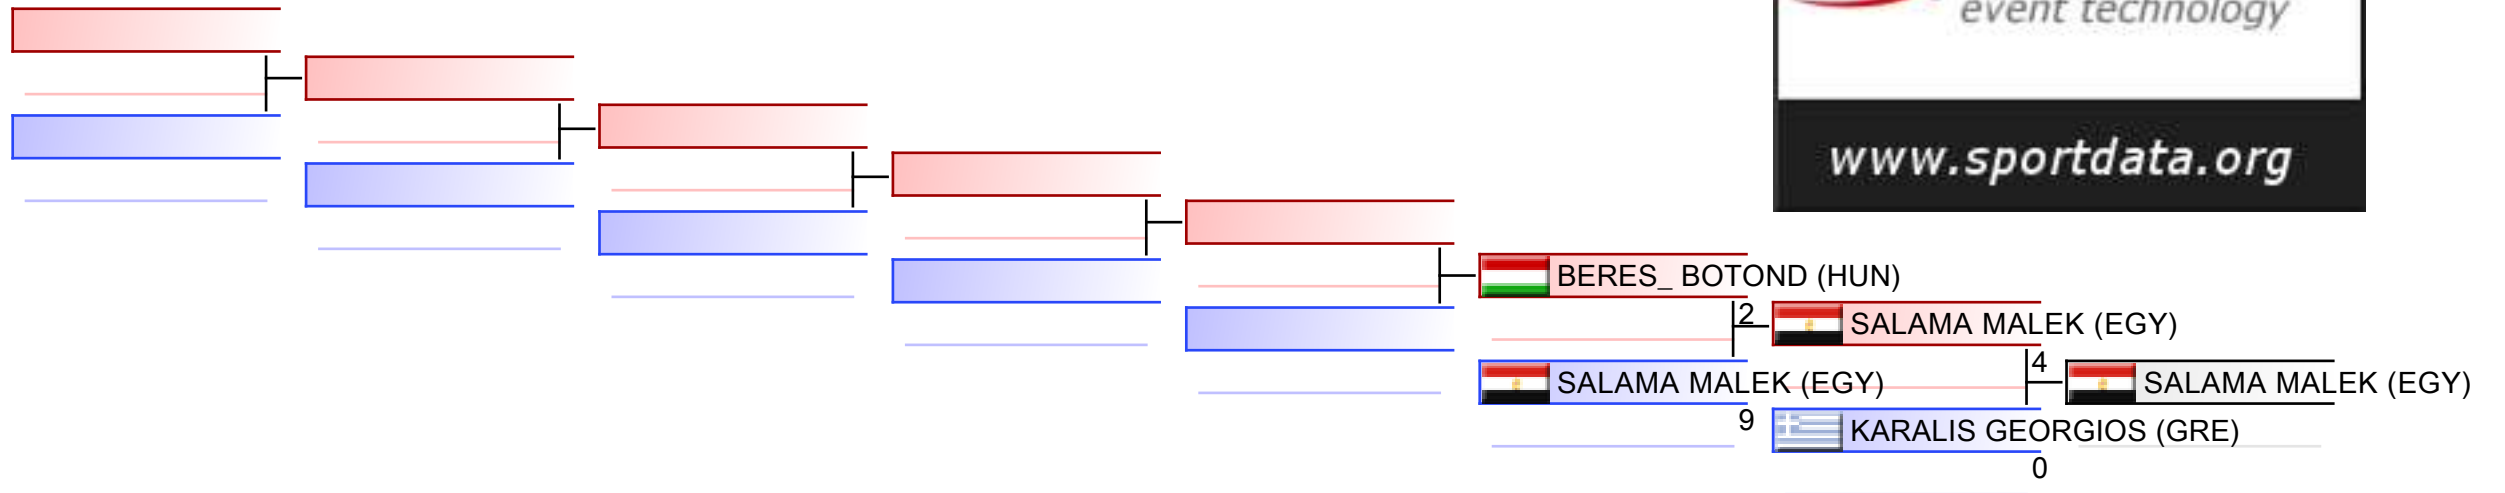 event technology
www.sportdata.org
BERES_ BOTOND (HUN)
2
SALAMA MALEK (EGY)
4
SALAMA MALEK (EGY)
SALAMA MALEK (EGY)
9
KARALIS GEORGIOS (GRE)
0